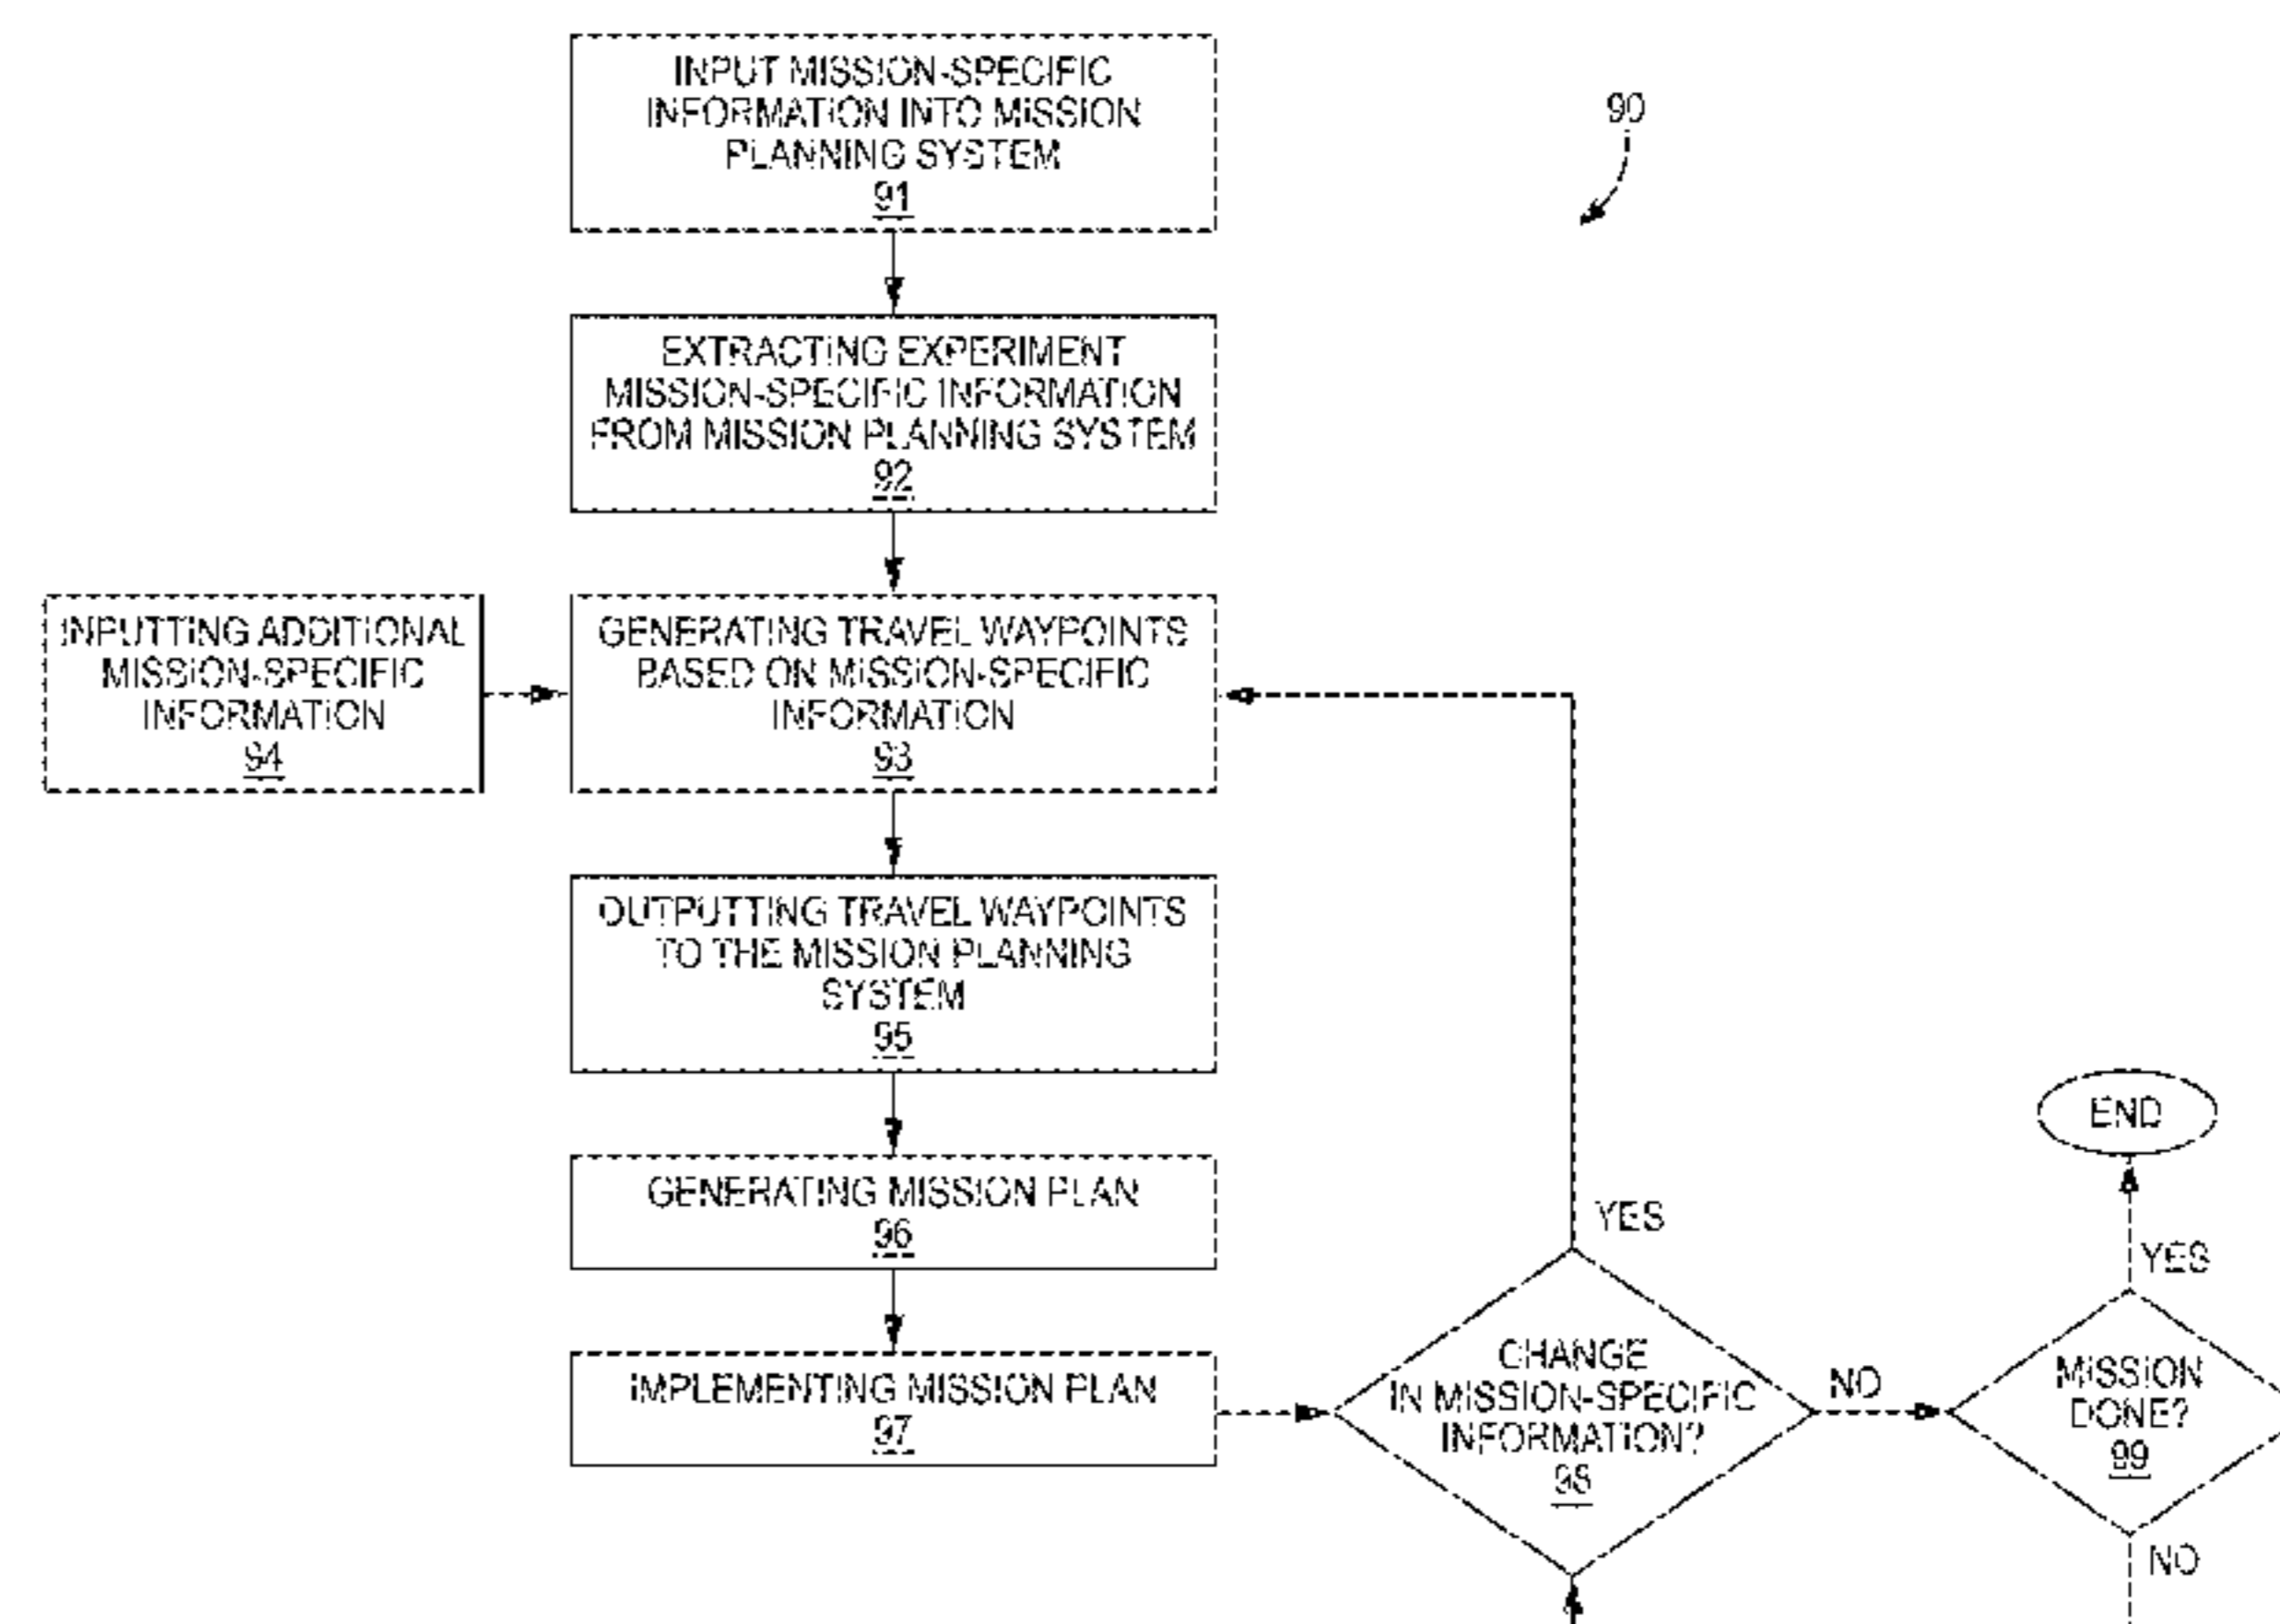 INPUT MISSION-SPECIFIC
INFORMATION INTO MISSION
PLANNING SYSTEM
91
90
EXTRACTING EXPERIMENT
MISSION-SPECIFIC INFORMATION
FROM MISSION PLANNING SYSTEM
92
INPUTTING ADDITIONAL
MISSION-SPECIFIC
INFORMATION
94
GENERATING TRAVEL WAYPOINTS
BASED ON MISSION-SPECIFIC
INFORMATION
93
OUTPUTTING TRAVEL WAYPOINTS
TO THE MISSION PLANNING
SYSTEM
95
GENERATING MISSION PLAN
96
IMPLEMENTING MISSION PLAN
97
YES
CHANGE
IN MISSION-SPECIFIC
INFORMATION?
98
NO
END
YES
MISSION
DONE?
99
NO